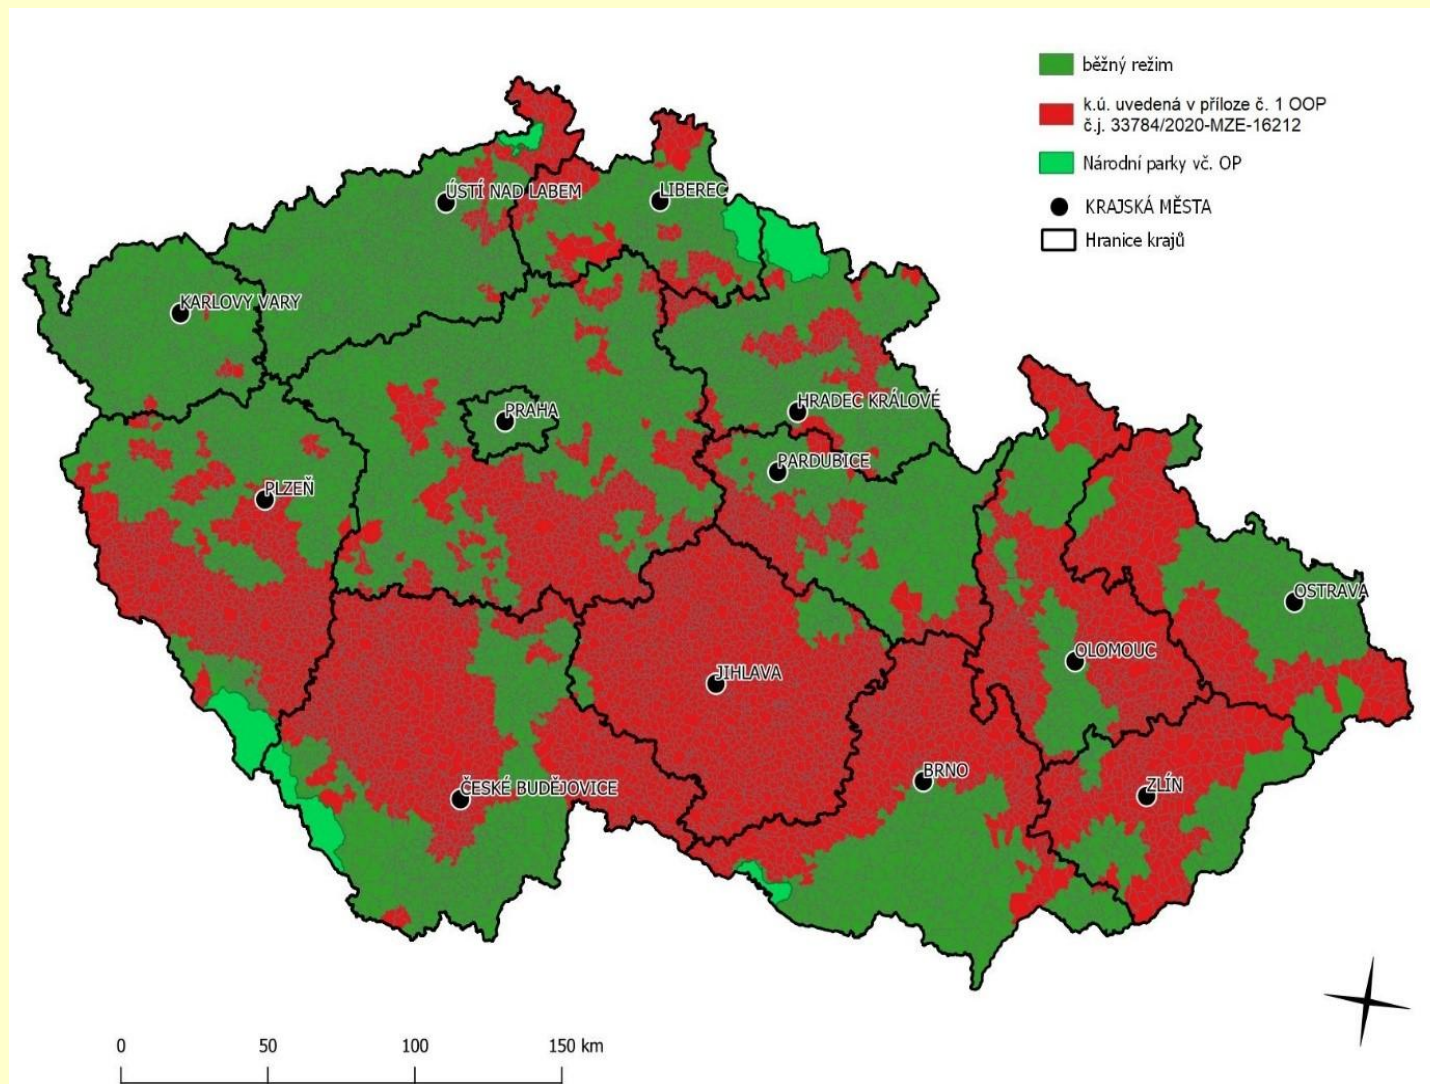 běžný režim
k.ú. uvedená v příloze č. 1 OOP
č.j. 33784/2020-MZE-16212
Národní parky vč. OP
KRAJSKÁ MĚSTA
Hranice krajů
ÚSTÍ NAD LABEM
LIBEREC
KARLOVY VARY
PRAHA
HRADEC KRÁLOVÉ
PARDUBICE
PLZEŇ
OSTRAVA
OLOMOUC
JIHLAVA
BRNO
ČESKÉ BUDĚJOVICE
ZLÍN
0 50 100 150 km